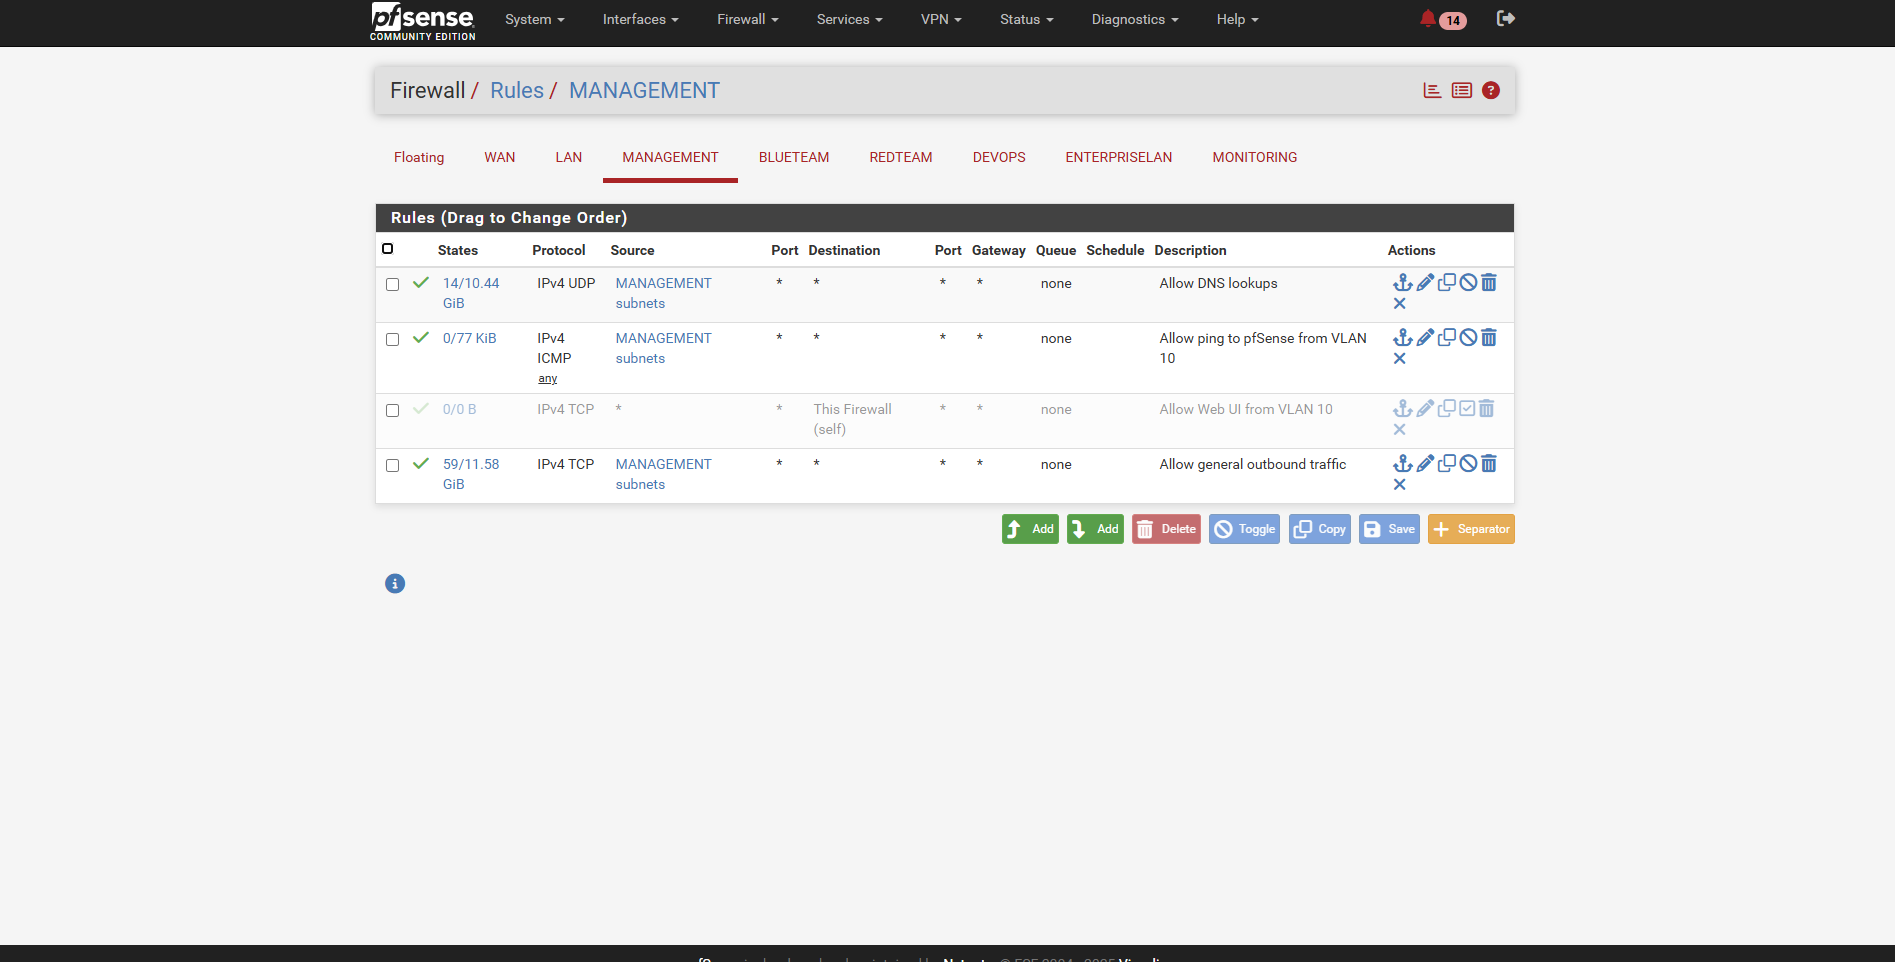 pfsense
COMMUNITY EDITION
System Interfaces Firewall Services VPN Status Diagnostics Help 14
Firewall / Rules / MANAGEMENT
Floating WAN LAN MANAGEMENT BLUETEAM REDTEAM DEVOPS ENTERPRISELAN MONITORING
Rules (Drag to Change Order)
States Protocol Source Port Destination Port Gateway Queue Schedule Description Actions
14/10.44 IPv4 UDP MANAGEMENT * * * * none Allow DNS lookups
GiB subnets
0/77 KiB IPv4 MANAGEMENT * * * * none Allow ping to pfSense from VLAN
ICMP subnets 10
any
0/0 B IPv4 TCP * * This Firewall * * none Allow Web UI from VLAN 10
(self)
59/11.58 IPv4 TCP MANAGEMENT * * * * none Allow general outbound traffic
GiB subnets
Add Add Delete Toggle Copy Save Separator